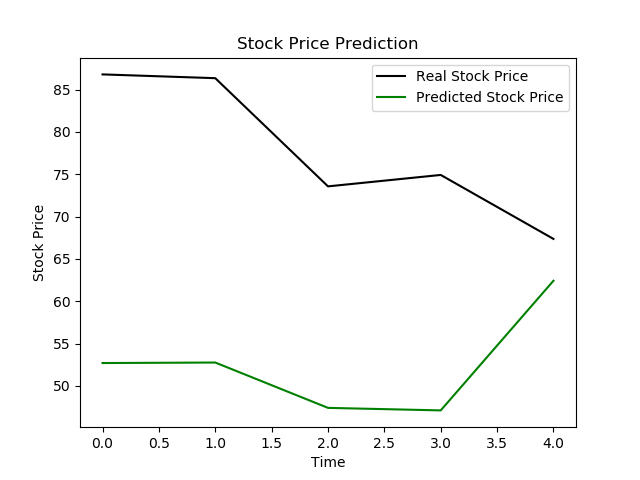 Stock Price Prediction
Real Stock Price
Predicted Stock Price
Stock Price
85
80
75
70
65
60
55
50
0.0 0.5 1.0 1.5 2.0 2.5 3.0 3.5 4.0
Time